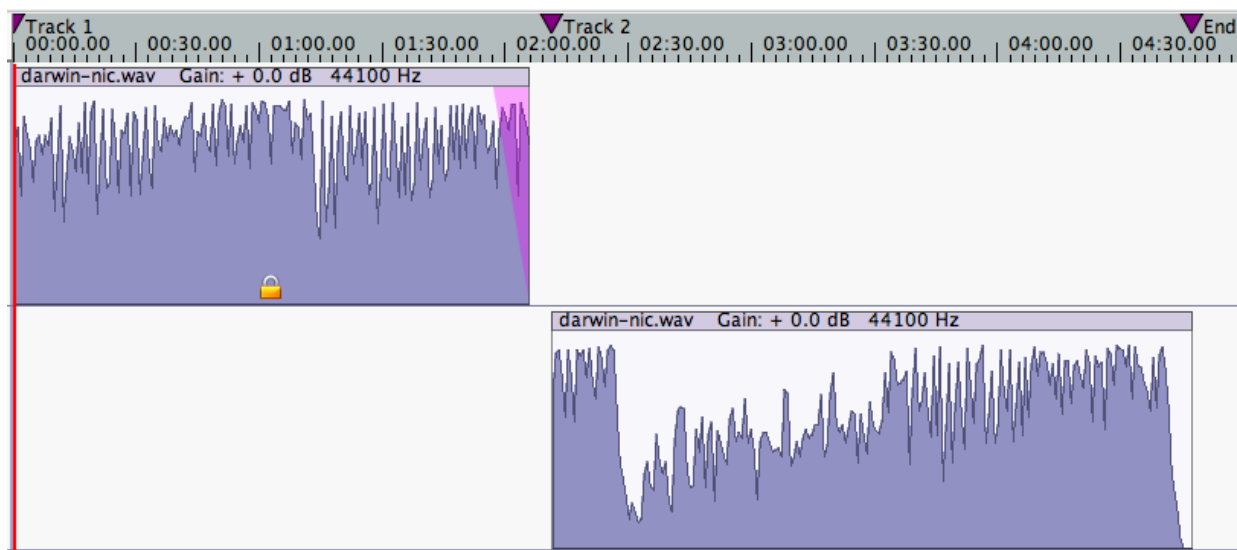 Track 1 Track 2 End
00:00.00 00:30.00 01:00.00 01:30.00 02:00.00 02:30.00 03:00.00 03:30.00 04:00.00 04:30.00
darwin-nic.wav Gain: + 0.0 dB 44100 Hz
darwin-nic.wav Gain: + 0.0 dB 44100 Hz